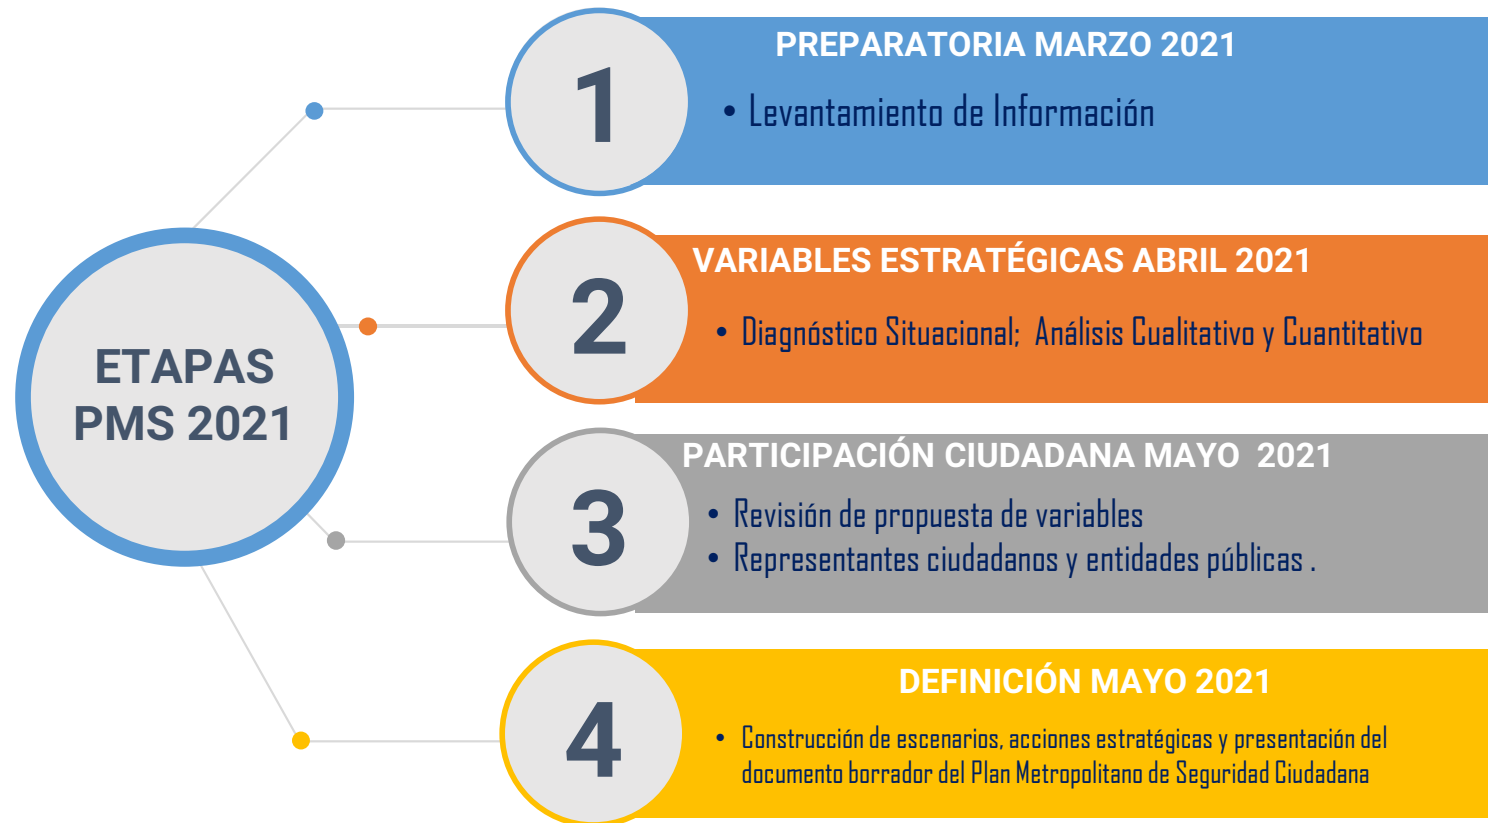 ETAPAS
PMS 2021
1
PREPARATORIA MARZO 2021
• Levantamiento de Información
2
VARIABLES ESTRATÉGICAS ABRIL 2021
• Diagnóstico Situacional;  Análisis Cualitativo y Cuantitativo
3
PARTICIPACIÓN CIUDADANA MAYO  2021
• Revisión de propuesta de variables
• Representantes ciudadanos y entidades públicas .
4
DEFINICIÓN MAYO 2021
• Construcción de escenarios, acciones estratégicas y presentación del
documento borrador del Plan Metropolitano de Seguridad Ciudadana